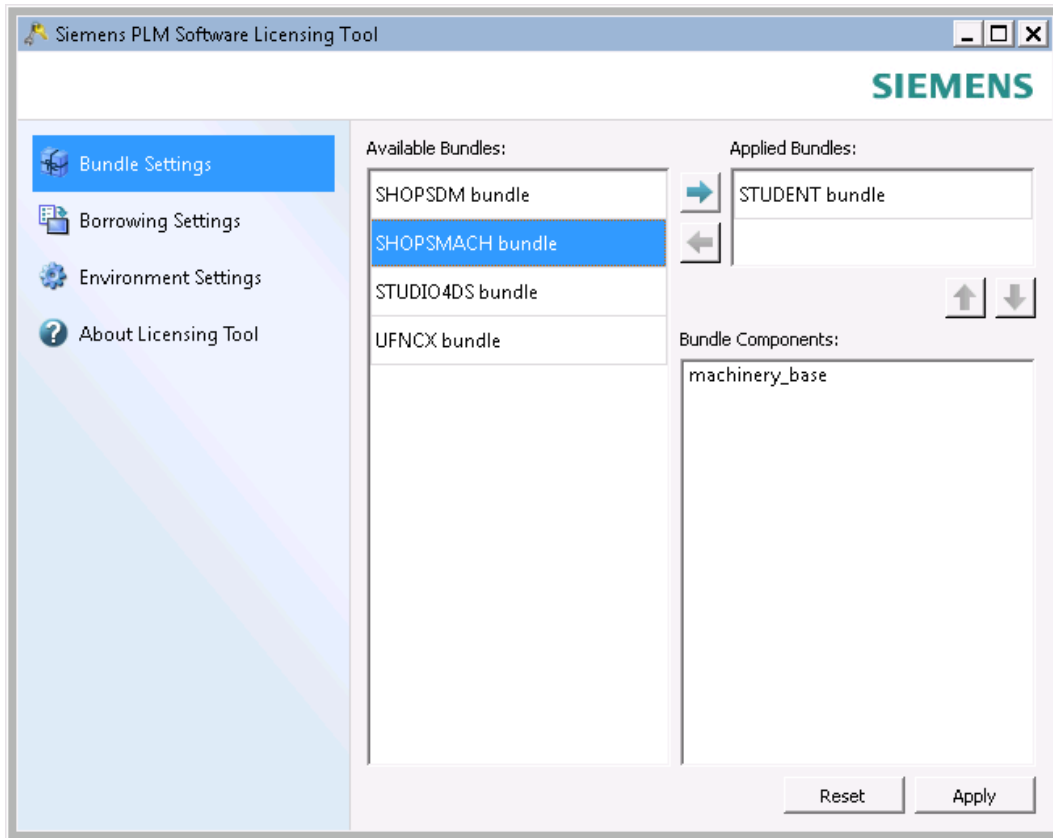 Siemens PLM Software Licensing Tool
SIEMENS
Bundle Settings
Borrowing Settings
Environment Settings
About Licensing Tool
Available Bundles:
SHOPSDM bundle
SHOPSMACH bundle
STUDIO4DS bundle
UFNCX bundle
Applied Bundles:
STUDENT bundle
Bundle Components:
machinery_base
Reset
Apply